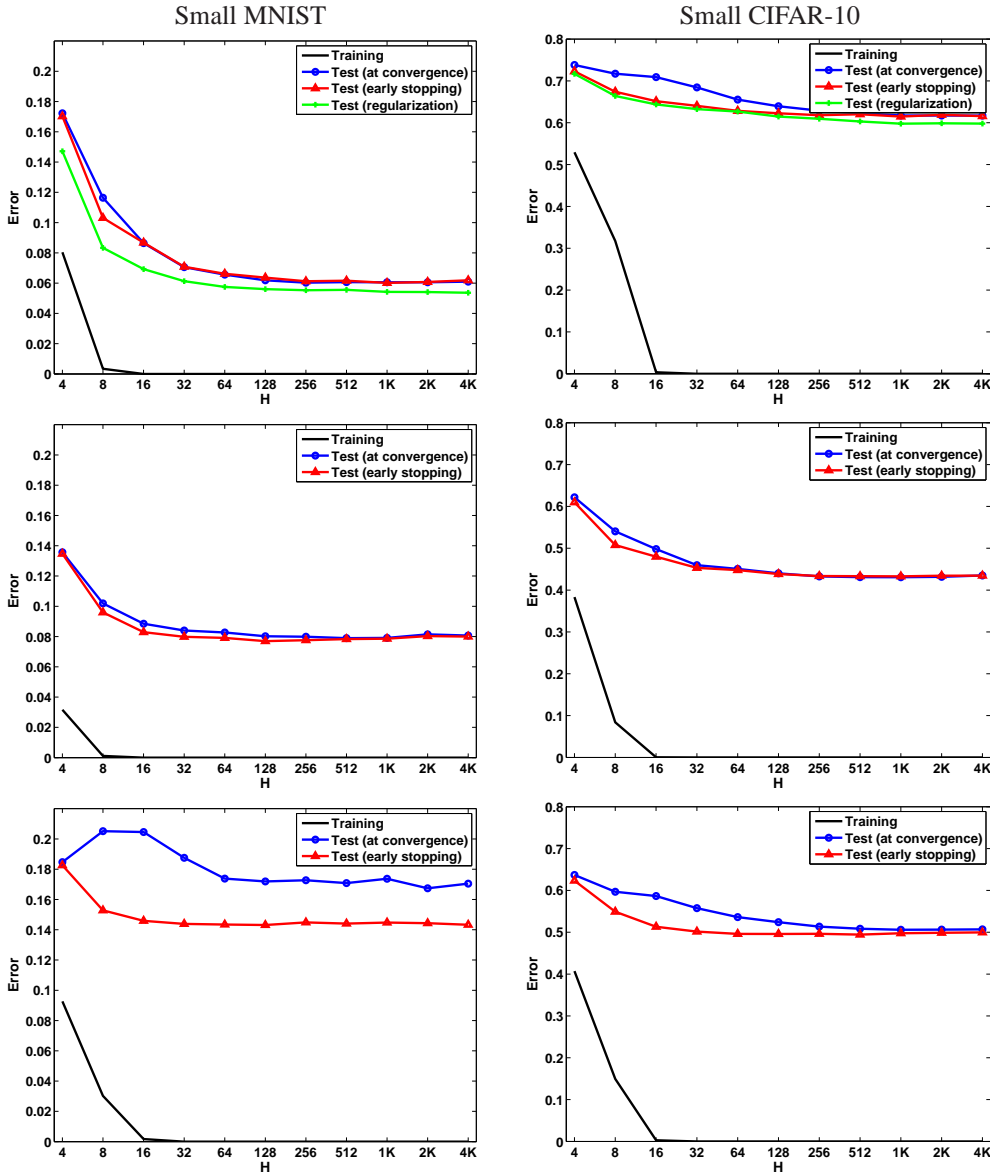 Small MNIST
Small CIFAR-10
0.2
0.18
0.16
0.14
0.12
0.1
0.08
0.06
0.04
0.02
0
Error
4 8 16 32 64 128 256 512 1K 2K 4K
H
Training
Test (at convergence)
Test (early stopping)
Test (regularization)
0.8
0.7
0.6
0.5
0.4
0.3
0.2
0.1
0
Error
4 8 16 32 64 128 256 512 1K 2K 4K
H
Training
Test (at convergence)
Test (early stopping)
Test (regularization)
0.2
0.18
0.16
0.14
0.12
0.1
0.08
0.06
0.04
0.02
0
Error
4 8 16 32 64 128 256 512 1K 2K 4K
H
Training
Test (at convergence)
Test (early stopping)
0.8
0.7
0.6
0.5
0.4
0.3
0.2
0.1
0
Error
4 8 16 32 64 128 256 512 1K 2K 4K
H
Training
Test (at convergence)
Test (early stopping)
0.2
0.18
0.16
0.14
0.12
0.1
0.08
0.06
0.04
0.02
0
Error
4 8 16 32 64 128 256 512 1K 2K 4K
H
Training
Test (at convergence)
Test (early stopping)
0.8
0.7
0.6
0.5
0.4
0.3
0.2
0.1
0
Error
4 8 16 32 64 128 256 512 1K 2K 4K
H
Training
Test (at convergence)
Test (early stopping)